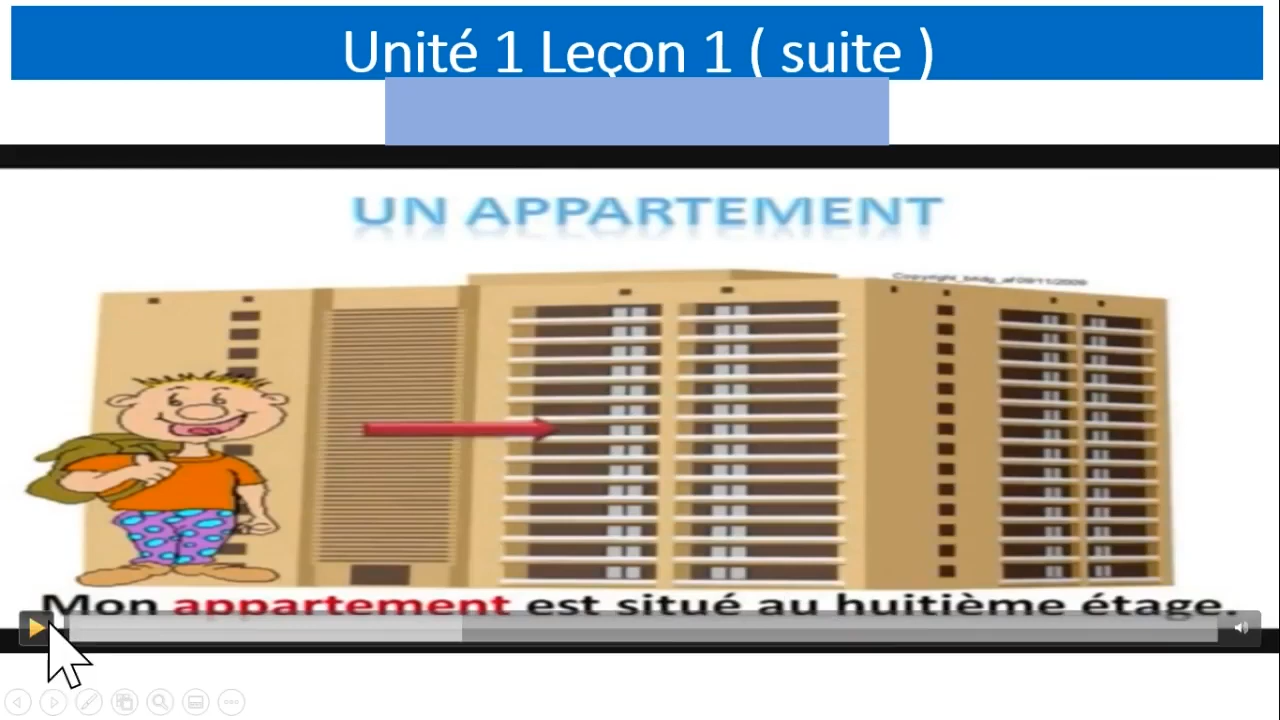 Unité 1 Leçon 1 ( suite )
UN APPARTEMENT
Mon appartement est situé au huitième étage.